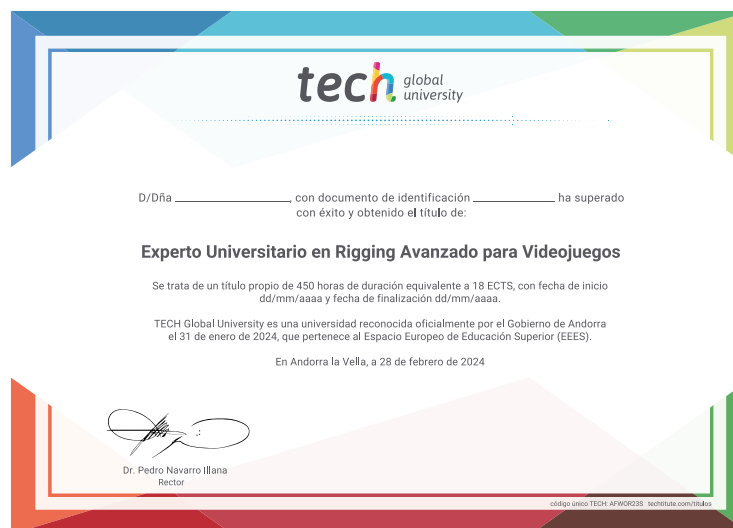 tech global university
D/Dña ____________, con documento de identificación ____________ ha superado
con éxito y obtenido el título de:
Experto Universitario en Rigging Avanzado para Videojuegos
Se trata de un título propio de 450 horas de duración equivalente a 18 ECTS, con fecha de inicio
dd/mm/aaaa y fecha de finalización dd/mm/aaaa.
TECH Global University es una universidad reconocida oficialmente por el Gobierno de Andorra
el 31 de enero de 2024, que pertenece al Espacio Europeo de Educación Superior (EEES).
En Andorra la Vella, a 28 de febrero de 2024
Dr. Pedro Navarro Illana
Rector
código único TECH: AFWOR235 techtitute.com/titulos